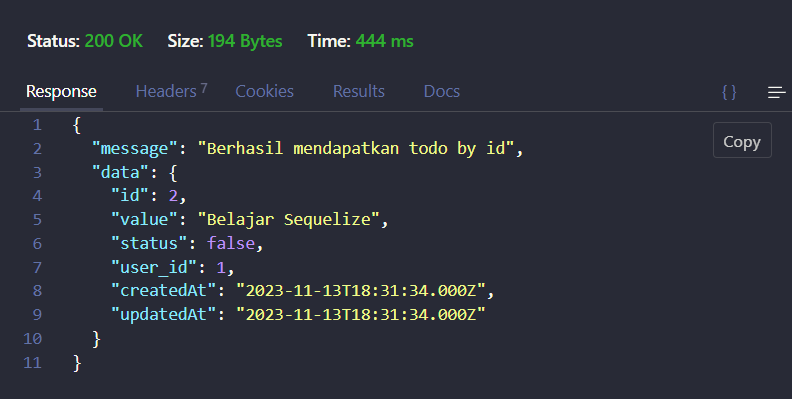 Status: 200 OK Size: 194 Bytes Time: 444 ms
Response Headers 7 Cookies Results Docs { }
1 {
2 "message": "Berhasil mendapatkan todo by id",
Copy
3 "data": {
4 "id": 2,
5 "value": "Belajar Sequelize",
6 "status": false,
7 "user_id": 1,
8 "createdAt": "2023-11-13T18:31:34.000Z",
9 "updatedAt": "2023-11-13T18:31:34.000Z"
10 }
11 }